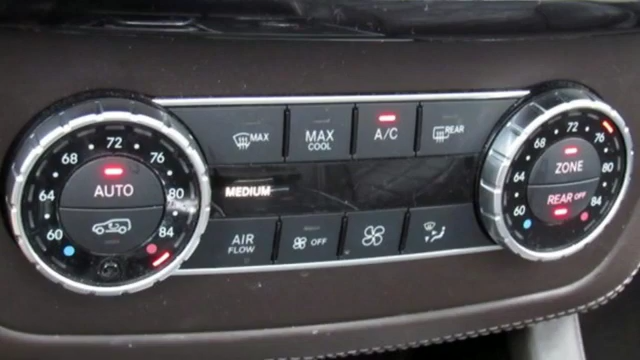 72
68 76
AUTO
64 80
60 84
MAX
MAX
COOL
A/C
REAR
MEDIUM
AIR
FLOW
OFF
72
68 76
ZONE
64 80
REAR OFF
60 84